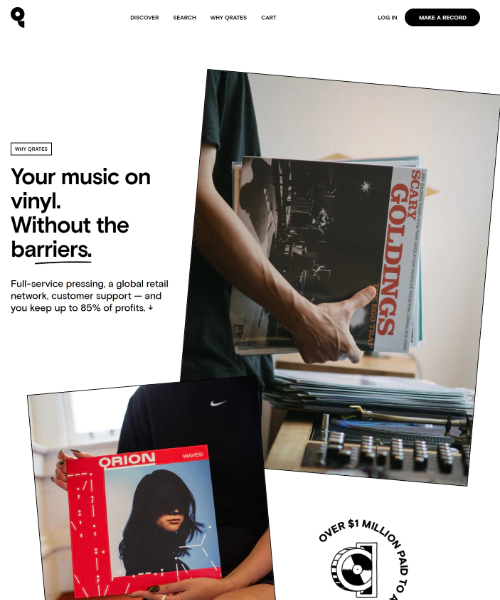 DISCOVER SEARCH WHY QRATES CART LOG IN MAKE A RECORD
WHY QRATES
Your music on
vinyl.
Without the
barriers.
Full-service pressing, a global retail
network, customer support — and
you keep up to 85% of profits. ↓
SCARY
GOLDINGS
ORION
WAVES
OVER $1 MILLION PAID TO